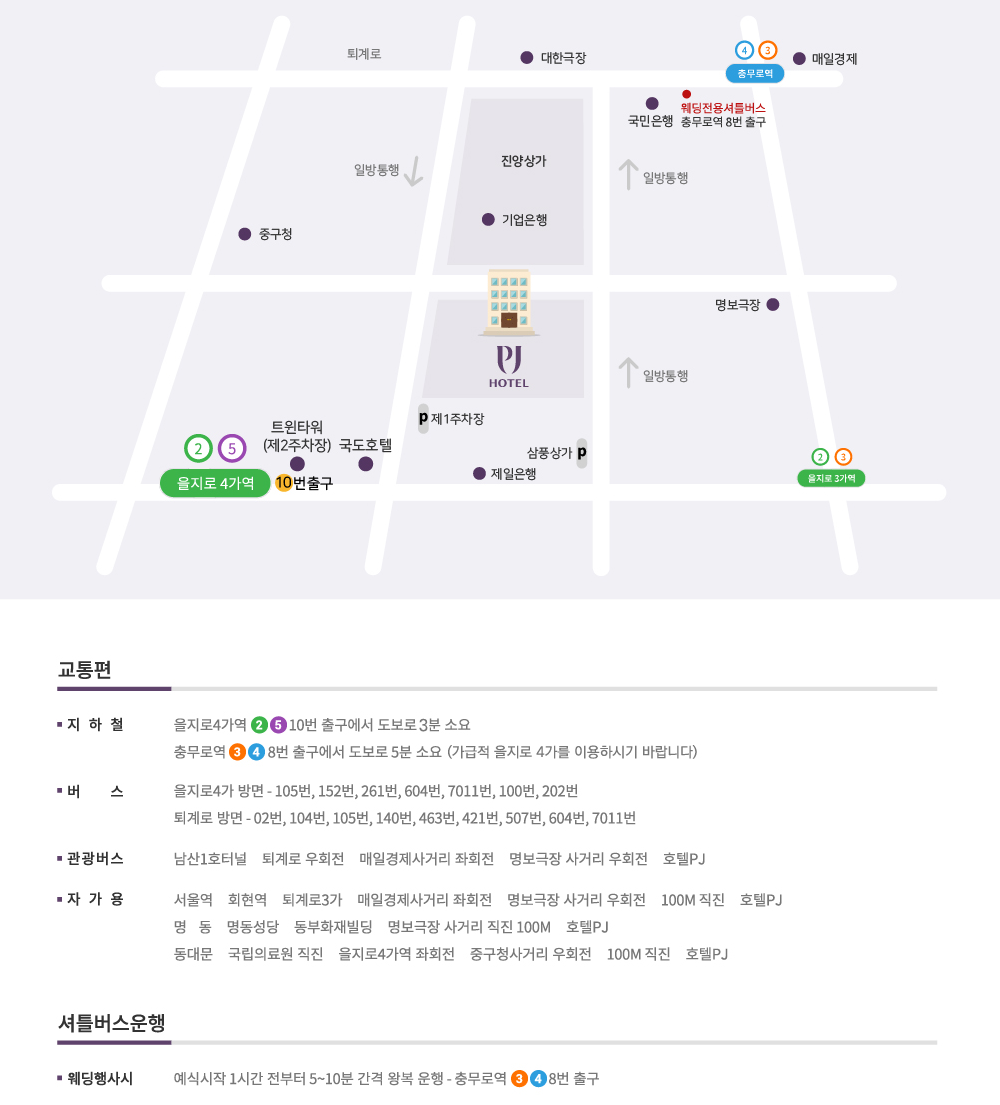 퇴계로
대한극장
4 3
충무로역
매일경제
국민은행
웨딩전용셔틀버스
충무로역 8번 출구
진양상가
일방통행
일방통행
기업은행
중구청
명보극장
PJ
HOTEL
일방통행
p 제1주차장
트윈타워
(제2주차장) 국도호텔
2 5
삼풍상가 p
제일은행
을지로 4가역
10번출구
2 3
을지로 3가역
교통편
지 하 철 을지로4가역 2 5 10번 출구에서 도보로 3분 소요
충무로역 3 4 8번 출구에서 도보로 5분 소요 (가급적 을지로 4가를 이용하시기 바랍니다)
버 스 을지로4가 방면 - 105번, 152번, 261번, 604번, 7011번, 100번, 202번
퇴계로 방면 - 02번, 104번, 105번, 140번, 463번, 421번, 507번, 604번, 7011번
관광버스 남산1호터널 퇴계로 우회전 매일경제사거리 좌회전 명보극장 사거리 우회전 호텔PJ
자 가 용 서울역 회현역 퇴계로3가 매일경제사거리 좌회전 명보극장 사거리 우회전 100M 직진 호텔PJ
명 동 명동성당 동부화재빌딩 명보극장 사거리 직진 100M 호텔PJ
동대문 국립의료원 직진 을지로4가역 좌회전 중구청사거리 우회전 100M 직진 호텔PJ
셔틀버스운행
웨딩행사시 예식시작 1시간 전부터 5~10분 간격 왕복 운행 - 충무로역 3 4 8번 출구